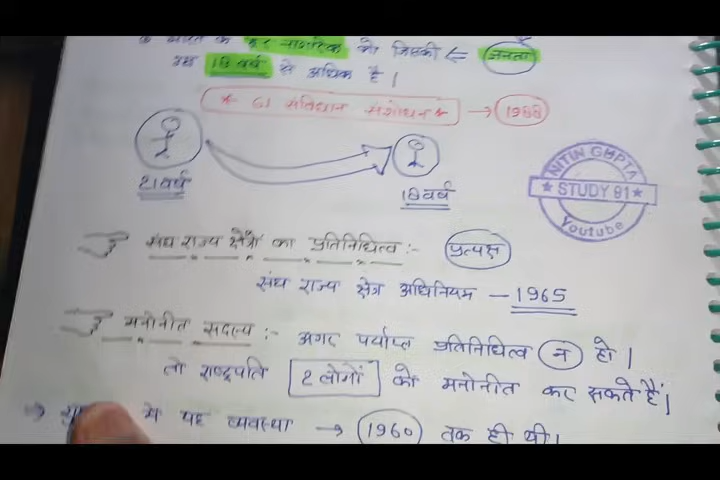 के हर नागरिक को जिसकी ⇐ जनता
उम्र 18 वर्ष से अधिक है।
* 61 संविधान संशोधन * → 1988
21 वर्ष
18 वर्ष
NITIN GUPTA
* STUDY 91 *
Youtube
संघ राज्य क्षेत्रों का प्रतिनिधित्व :- प्रत्यक्ष
संघ राज्य क्षेत्र अधिनियम — 1965
मनोनीत सदस्य :- अगर पर्याप्त प्रतिनिधित्व न हो।
तो राष्ट्रपति 2 लोगों को मनोनीत कर सकते हैं।
⇒ में यह व्यवस्था → 1960 तक ही थी।